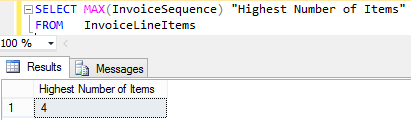 SELECT MAX(InvoiceSequence) "Highest Number of Items"
FROM InvoiceLineItems
100 %
Results Messages
Highest Number of Items
1 4